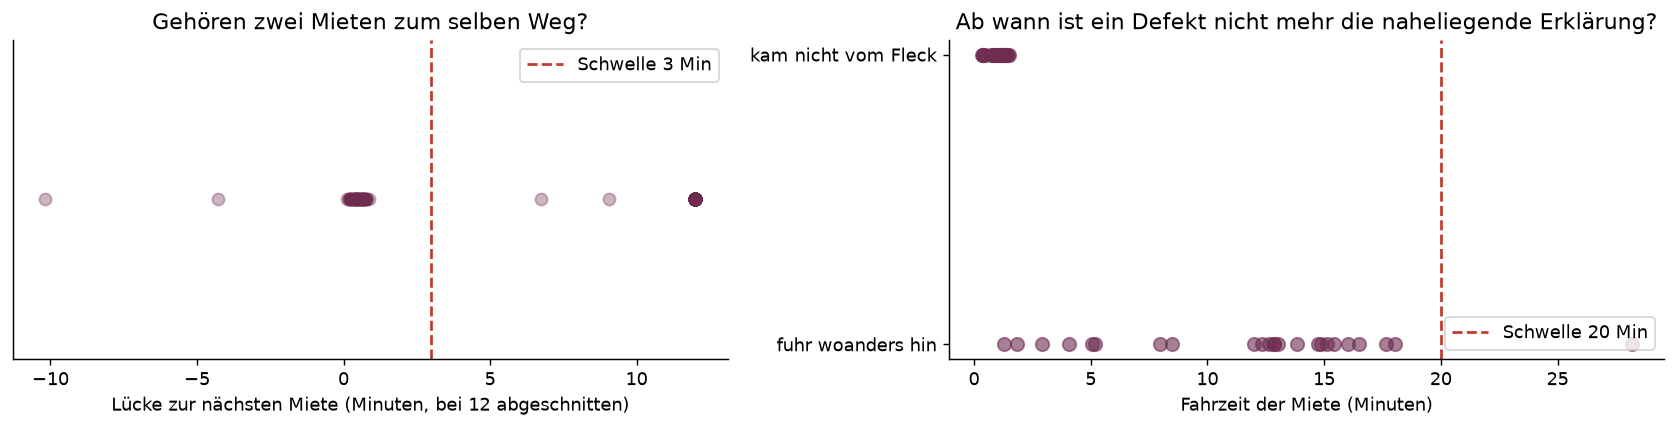 Gehören zwei Mieten zum selben Weg?
Schwelle 3 Min
−10 −5 0 5 10
Lücke zur nächsten Miete (Minuten, bei 12 abgeschnitten)
Ab wann ist ein Defekt nicht mehr die naheliegende Erklärung?
kam nicht vom Fleck
fuhr woanders hin
Schwelle 20 Min
0 5 10 15 20 25
Fahrzeit der Miete (Minuten)